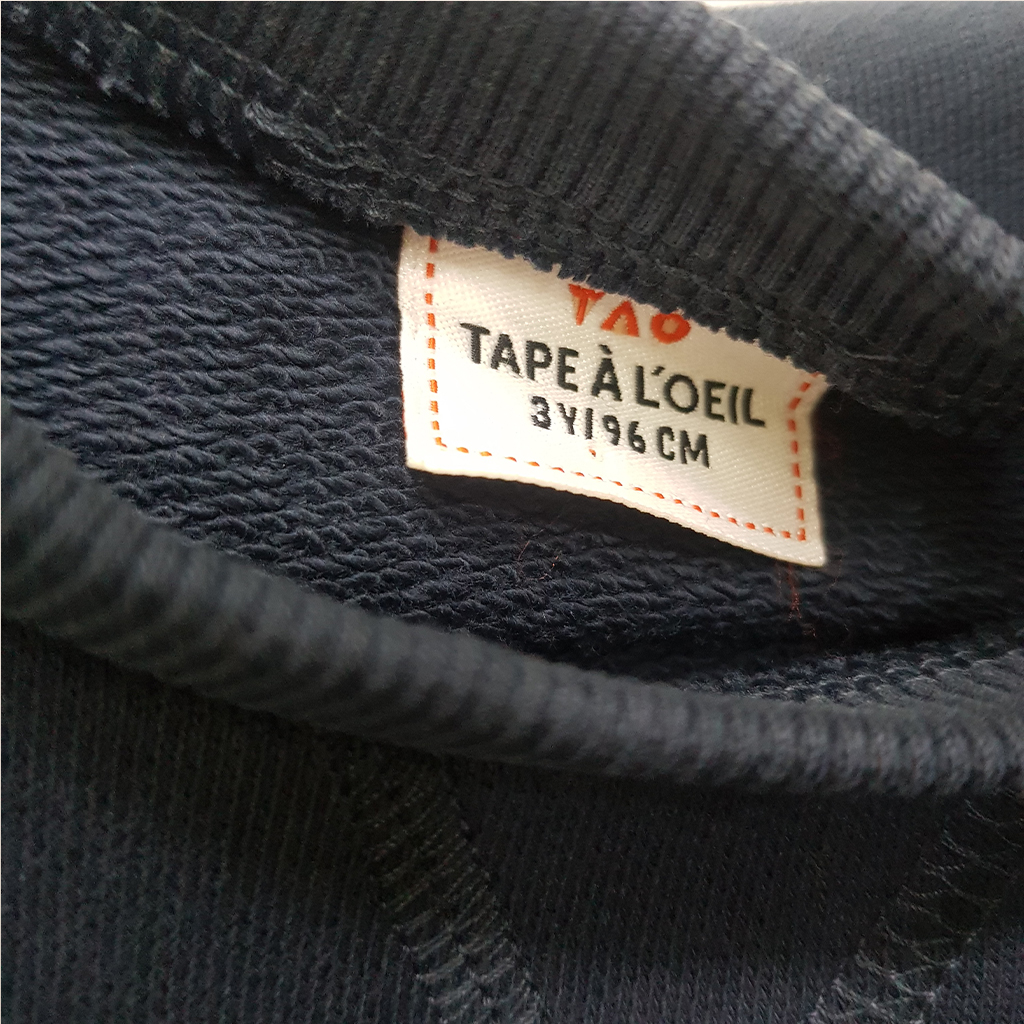 TAO
TAPE À L'OEIL
3Y/96 CM